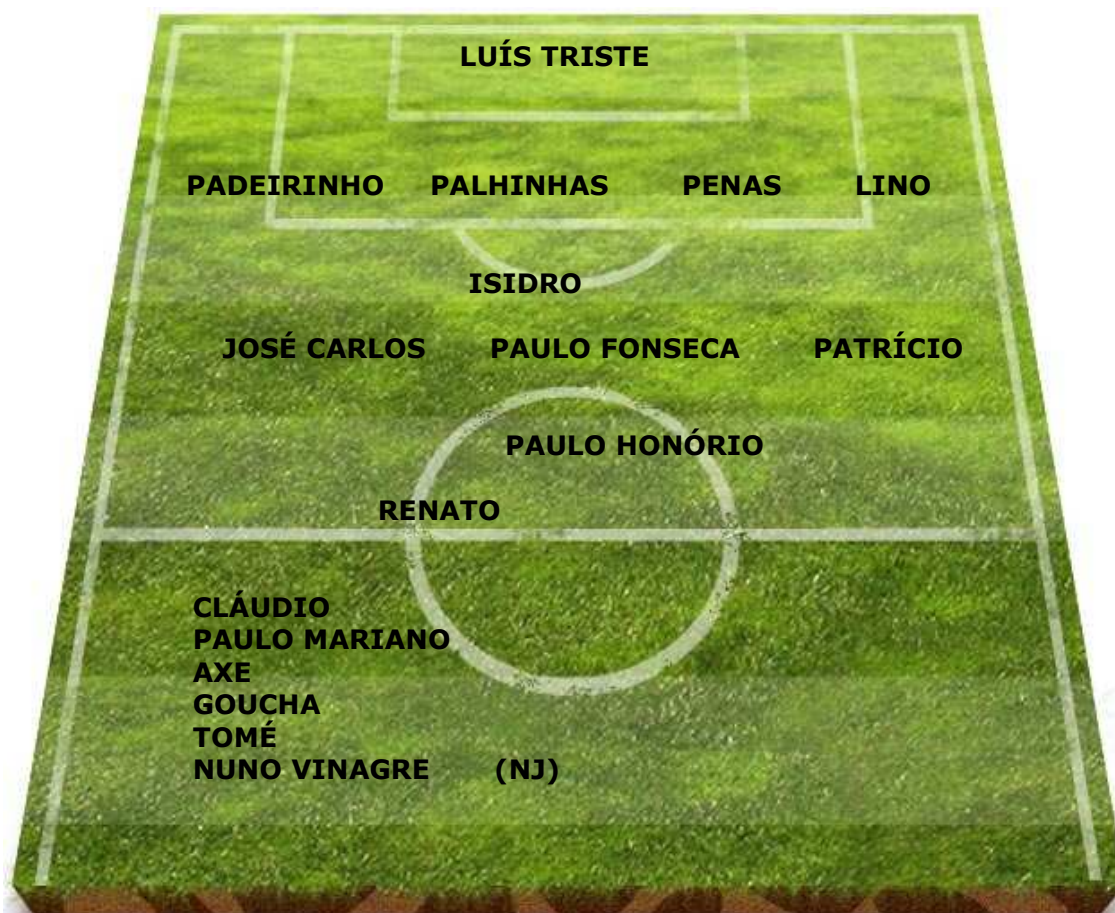 LUÍS TRISTE
PADEIRINHO PALHINHAS PENAS LINO
ISIDRO
JOSÉ CARLOS PAULO FONSECA PATRÍCIO
PAULO HONÓRIO
RENATO
CLÁUDIO
PAULO MARIANO
AXE
GOUCHA
TOMÉ
NUNO VINAGRE (NJ)